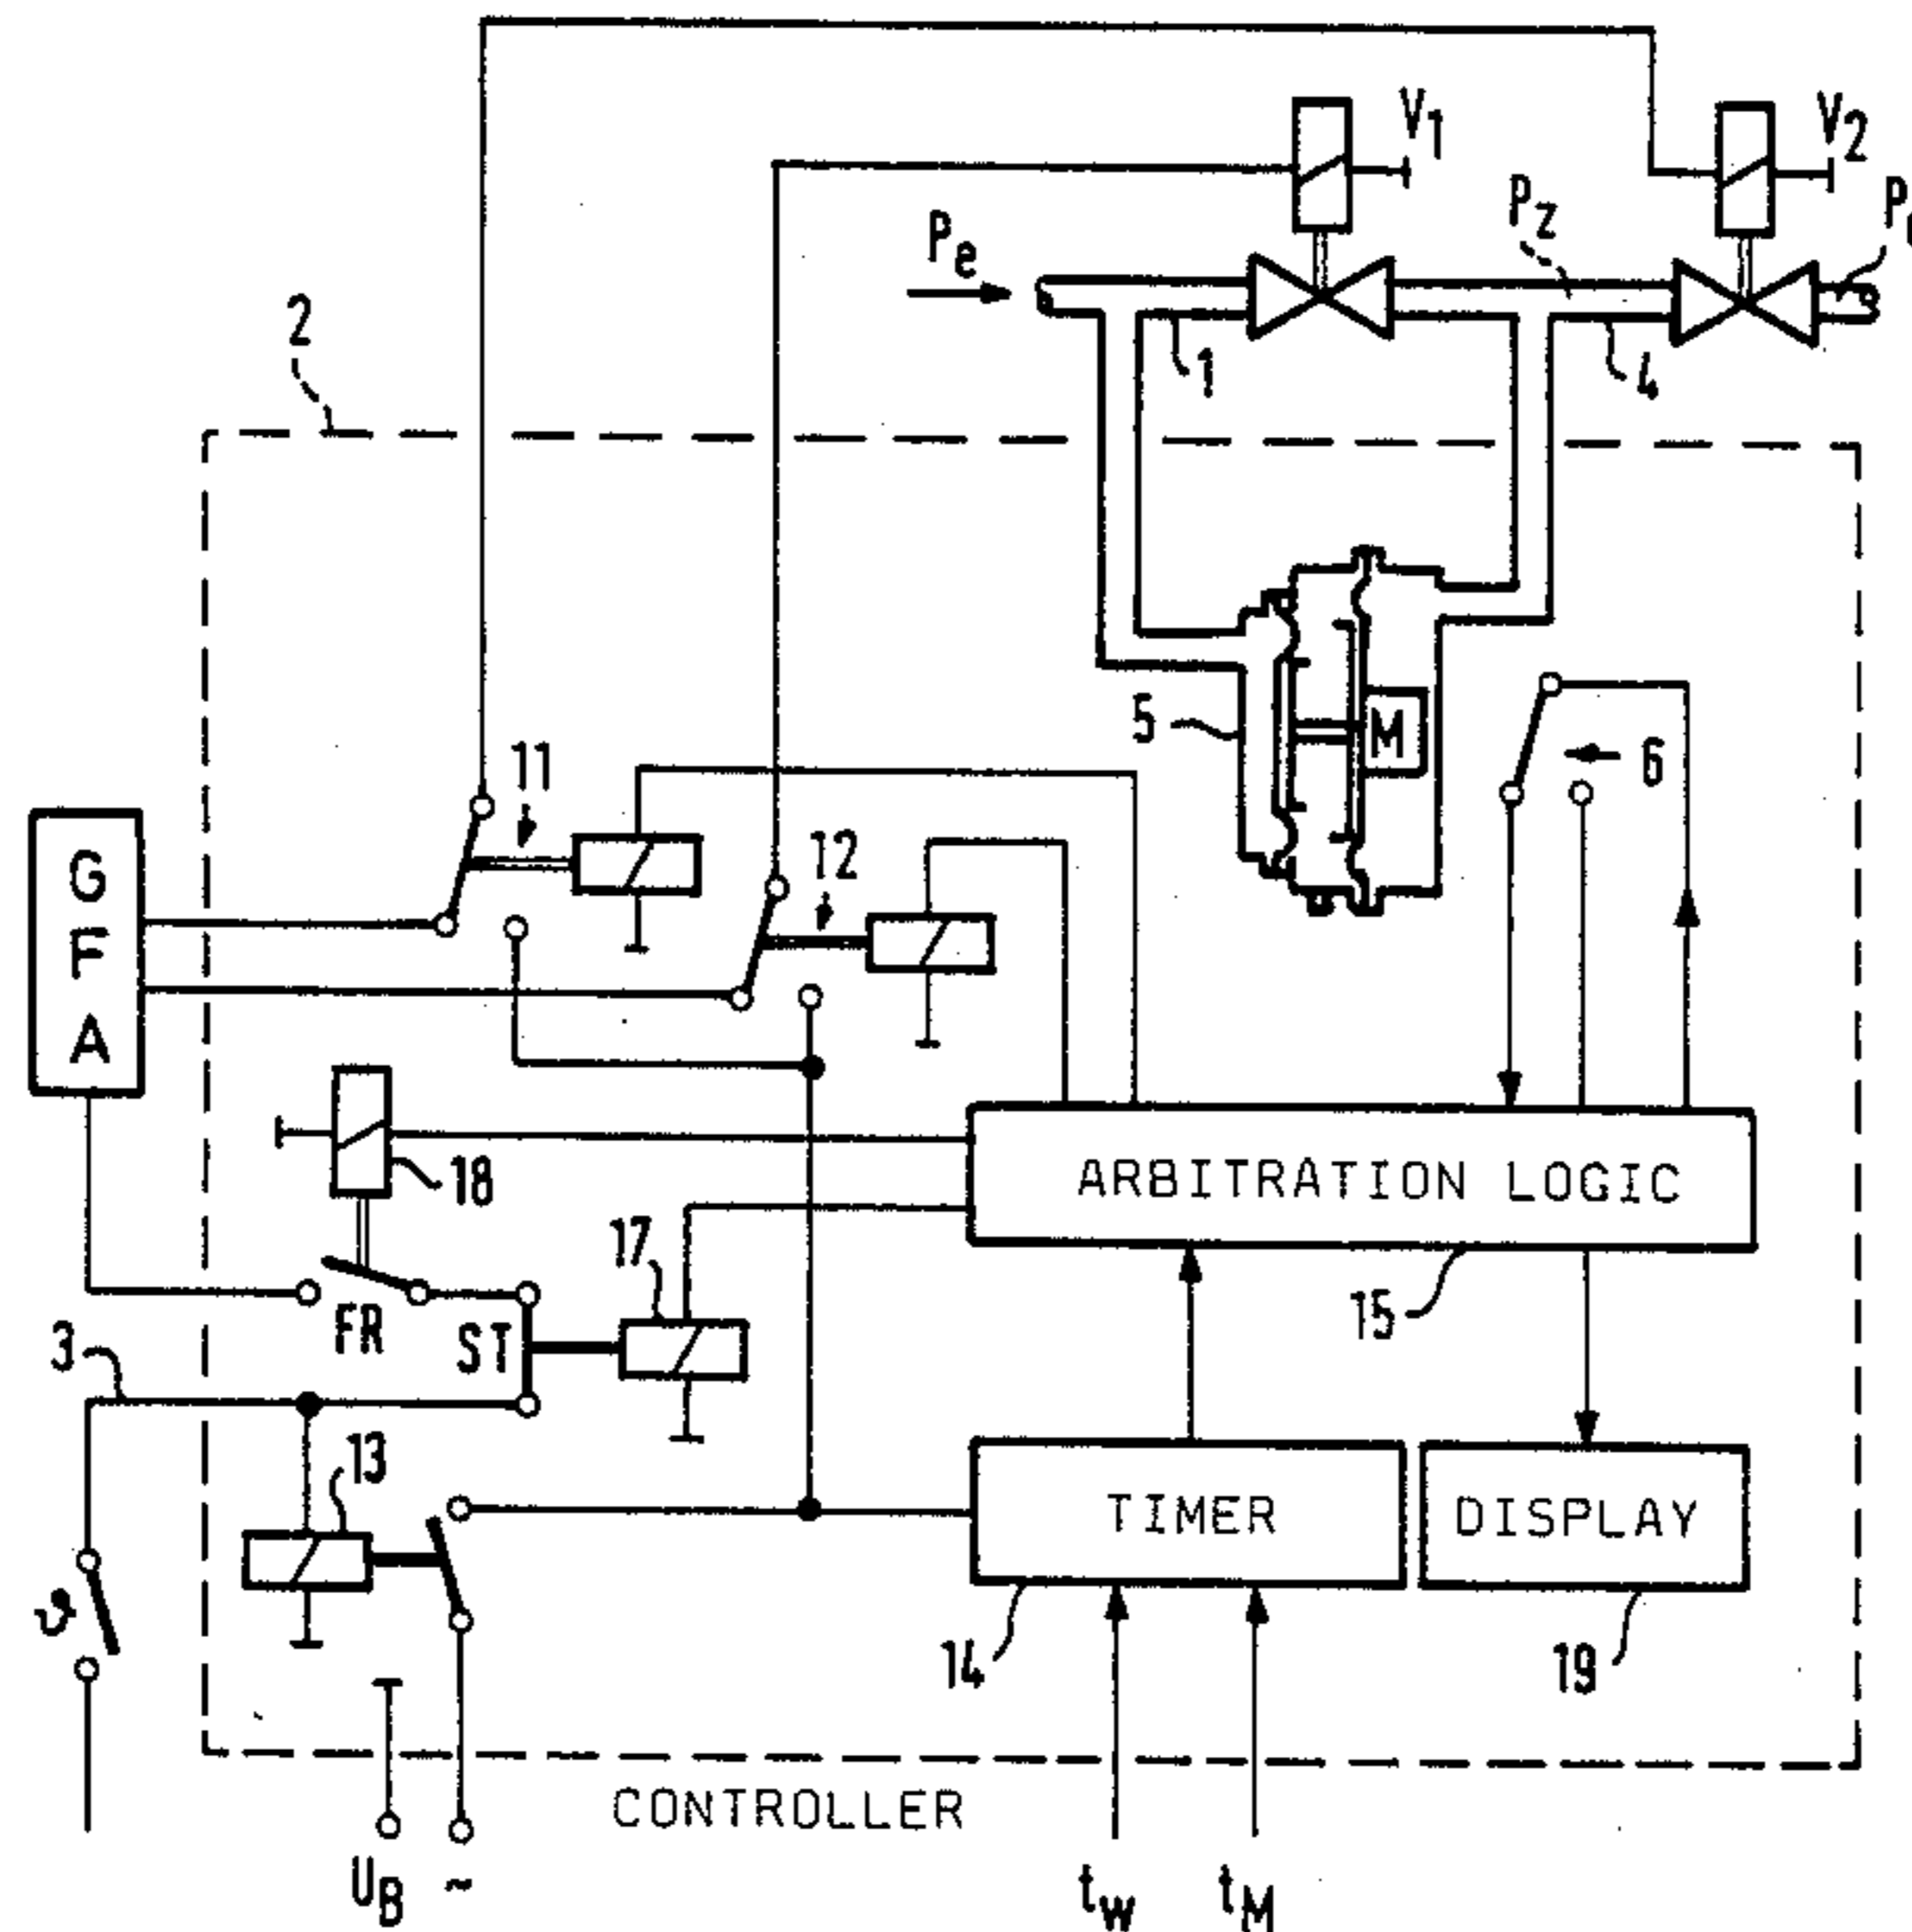 V1
V2
Pe
Pz
2
1
4
5
M
6
11
12
G
F
A
18
ARBITRATION LOGIC
17
15
FR
ST
3
13
TIMER
DISPLAY
ϑ
14
19
CONTROLLER
UB ~
tW
tM